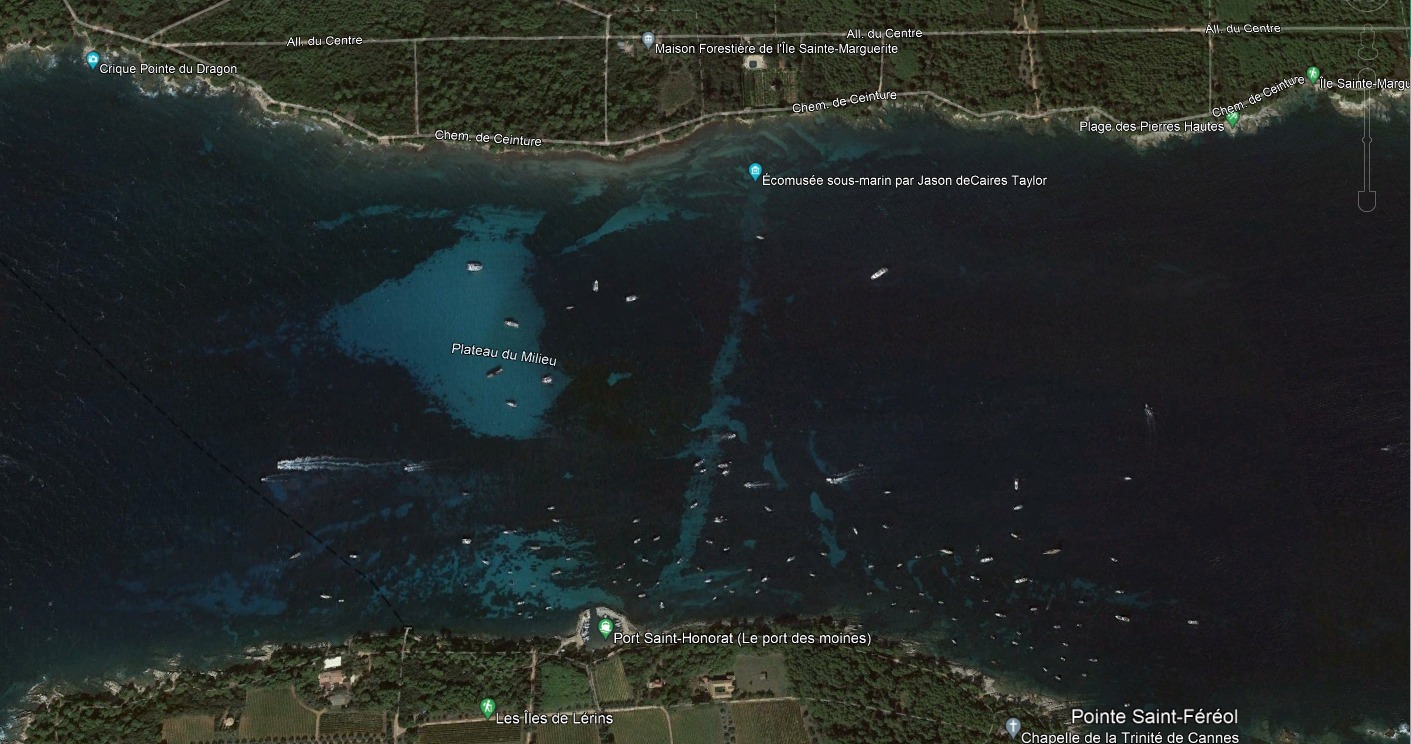 All. du Centre
All. du Centre
All. du Centre
Maison Forestière de l'Île Sainte-Marguerite
Crique Pointe du Dragon
Île Sainte-Margu
Chem. de Ceinture
Chem. de Ceinture
Plage des Pierres Hautes
Chem. de Ceinture
Écomusée sous-marin par Jason deCaires Taylor
Plateau du Milieu
Port Saint-Honorat (Le port des moines)
Les Îles de Lérins
Pointe Saint-Féréol
Chapelle de la Trinité de Cannes